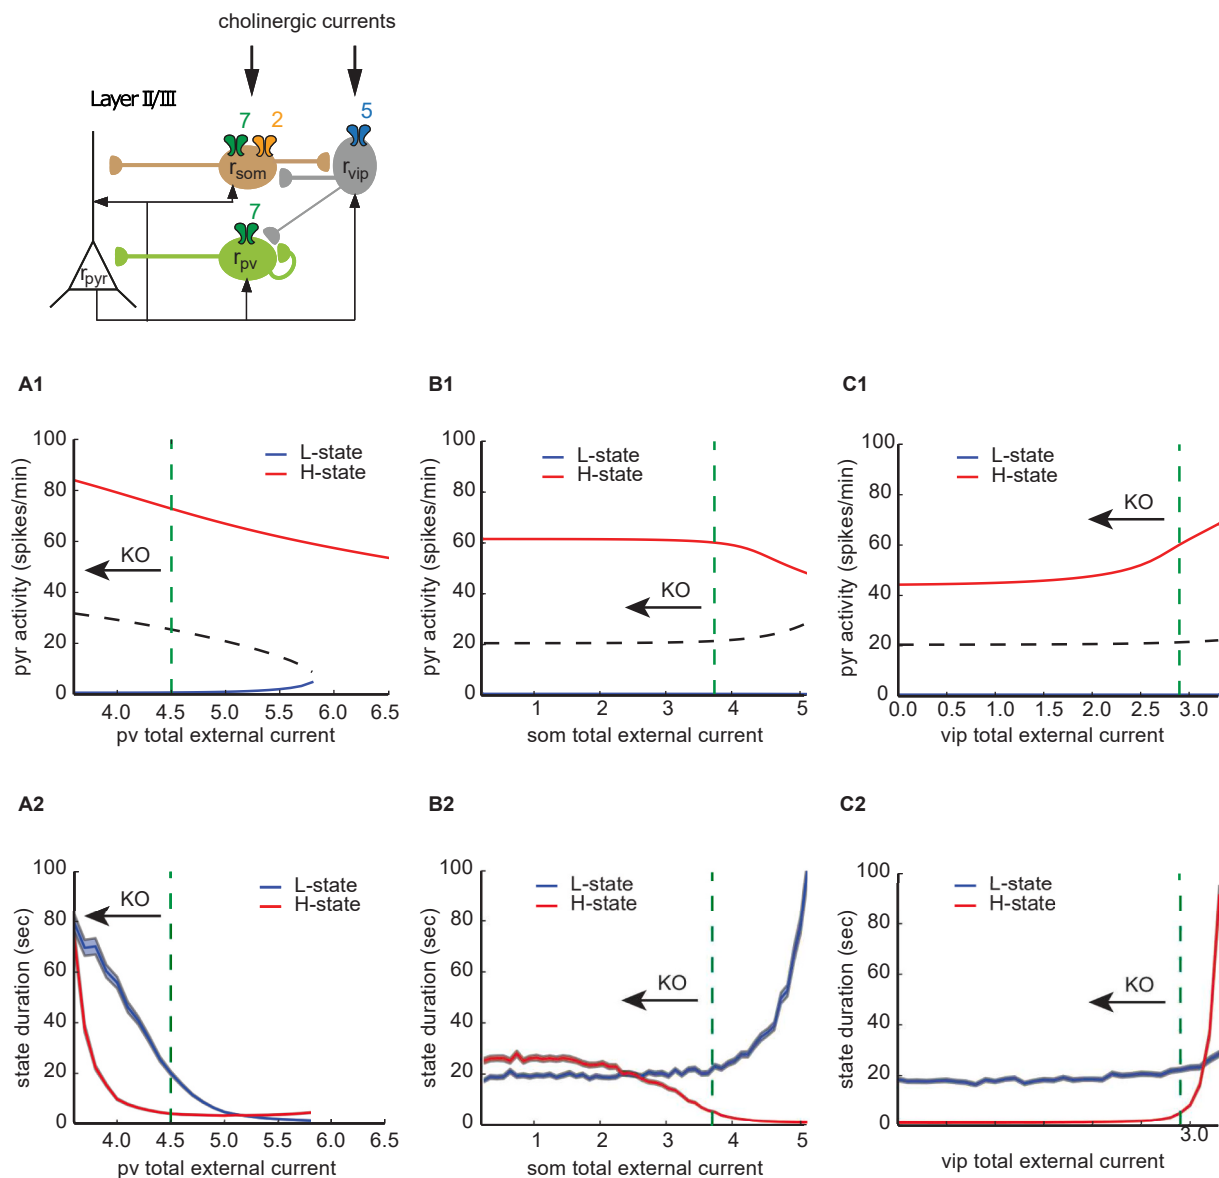 cholinergic currents
Layer II/III
7 2 5
r_som r_vip
7
r_pv
r_pyr
A1 B1 C1
pyr activity (spikes/min)
100
80
60
40
20
0
L-state
H-state
KO
4.0 4.5 5.0 5.5 6.0 6.5
pv total external current
pyr activity (spikes/min)
100
80
60
40
20
0
L-state
H-state
KO
1 2 3 4 5
som total external current
pyr activity (spikes/min)
100
80
60
40
20
0
L-state
H-state
KO
0.0 0.5 1.0 1.5 2.0 2.5 3.0
vip total external current
A2 B2 C2
state duration (sec)
100
80
60
40
20
0
KO
L-state
H-state
4.0 4.5 5.0 5.5 6.0 6.5
pv total external current
state duration (sec)
100
80
60
40
20
0
L-state
H-state
KO
1 2 3 4 5
som total external current
state duration (sec)
100
80
60
40
20
0
L-state
H-state
KO
3.0
vip total external current